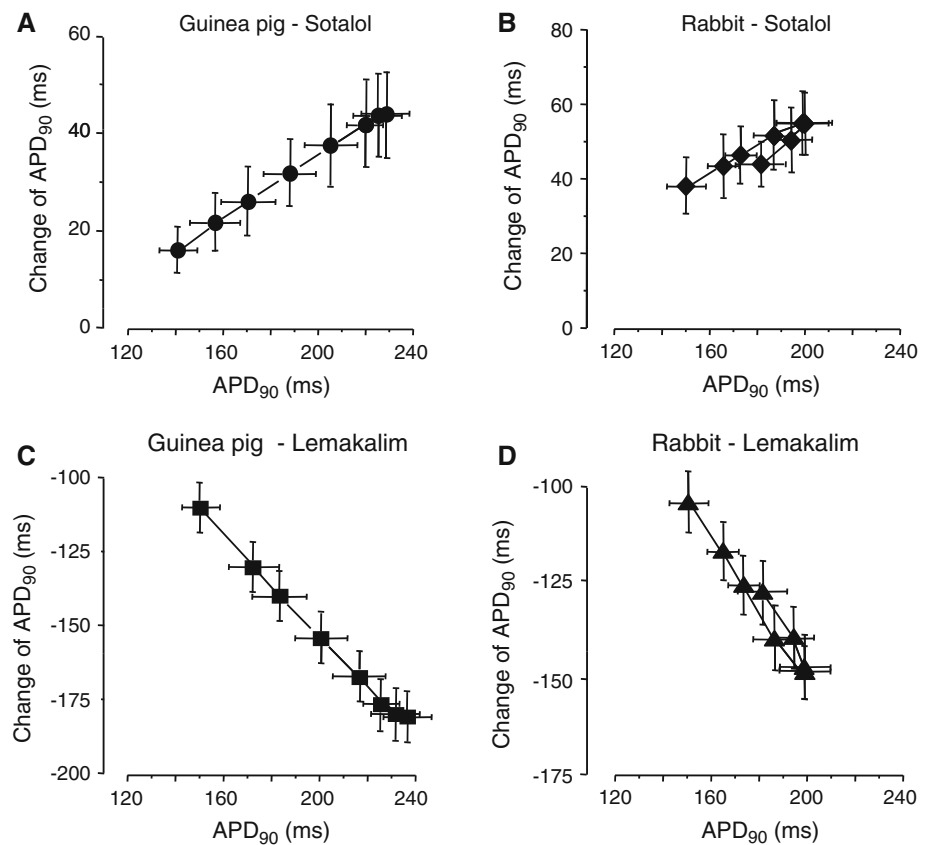 A
Guinea pig - Sotalol
Change of APD90 (ms)
60
40
20
0
120 160 200 240
APD90 (ms)
B
Rabbit - Sotalol
Change of APD90 (ms)
80
60
40
20
0
120 160 200 240
APD90 (ms)
C
Guinea pig - Lemakalim
Change of APD90 (ms)
-100
-125
-150
-175
-200
120 160 200 240
APD90 (ms)
D
Rabbit - Lemakalim
Change of APD90 (ms)
-100
-125
-150
-175
120 160 200 240
APD90 (ms)